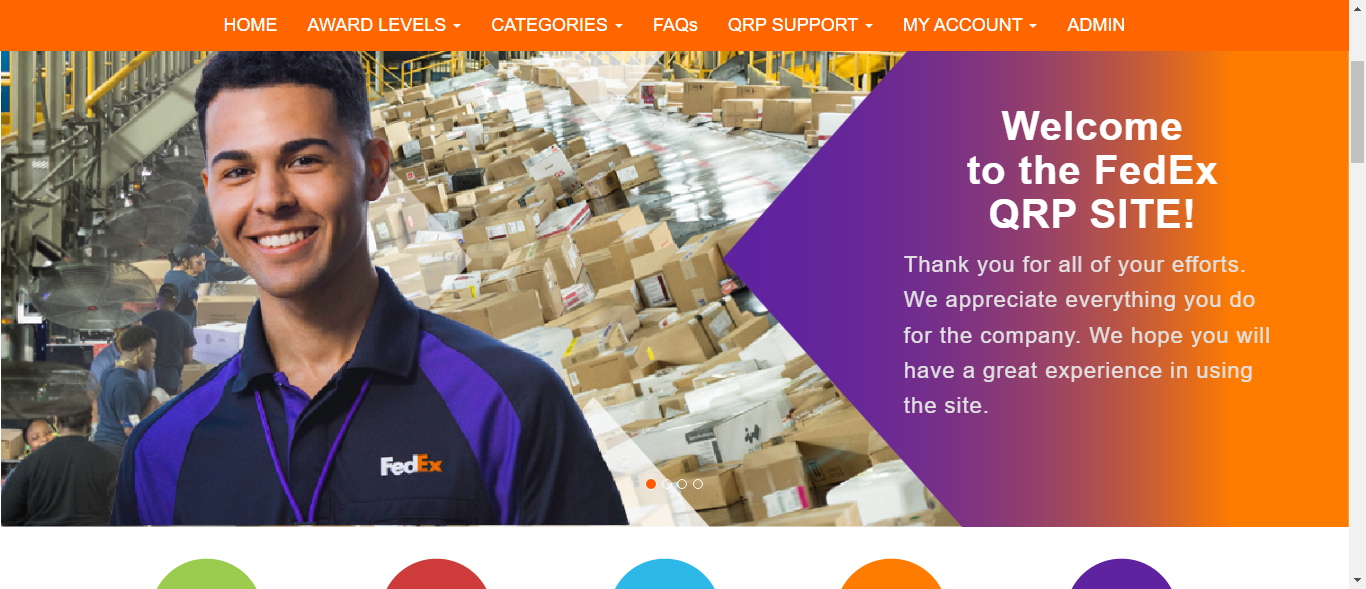 HOME AWARD LEVELS CATEGORIES FAQs QRP SUPPORT MY ACCOUNT ADMIN
Welcome
to the FedEx
QRP SITE!
Thank you for all of your efforts.
We appreciate everything you do
for the company. We hope you will
have a great experience in using
the site.
FedEx